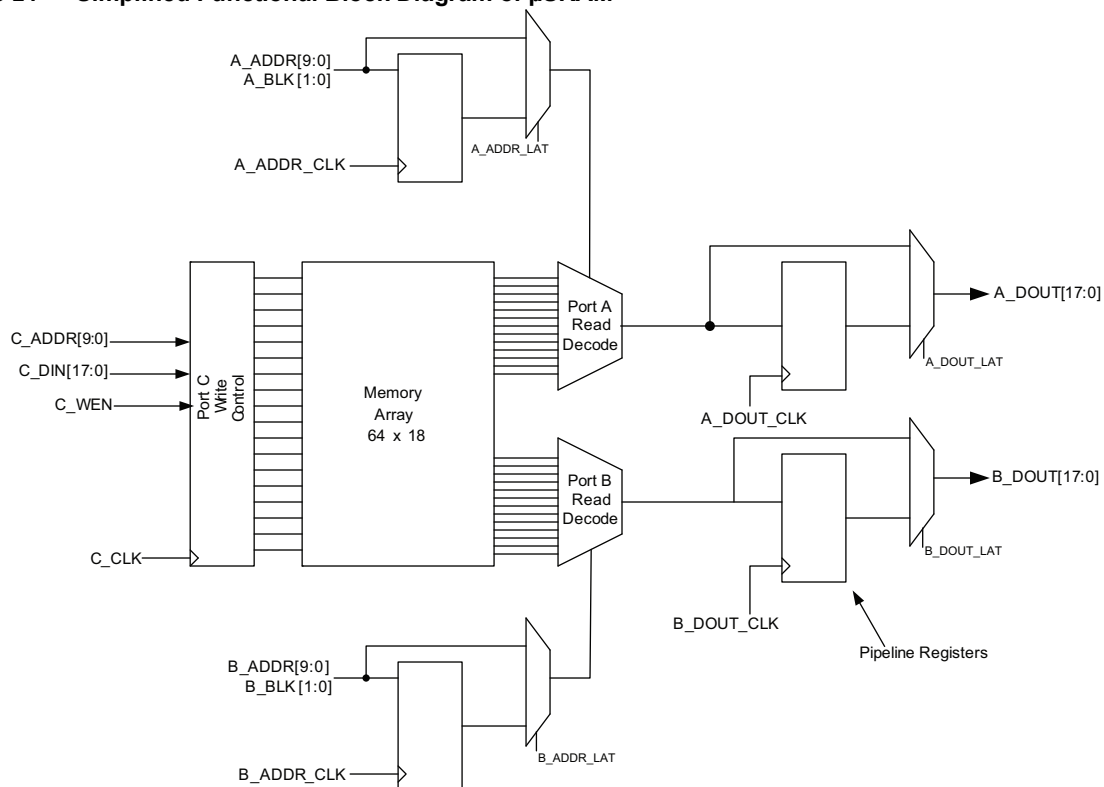 Simplified Functional Block Diagram of
A_ADDR[9:0]
A_BLK[1:0]
A_ADDR_LAT
A_ADDR_CLK
Port A
Read
Decode
A_DOUT[17:0]
A_DOUT_LAT
A_DOUT_CLK
C_ADDR[9:0]
C_DIN[17:0]
C_WEN
Port C
Write
Control
C_CLK
Memory
Array
64 x 18
Port B
Read
Decode
B_DOUT[17:0]
B_DOUT_LAT
B_DOUT_CLK
Pipeline Registers
B_ADDR[9:0]
B_BLK[1:0]
B_ADDR_LAT
B_ADDR_CLK